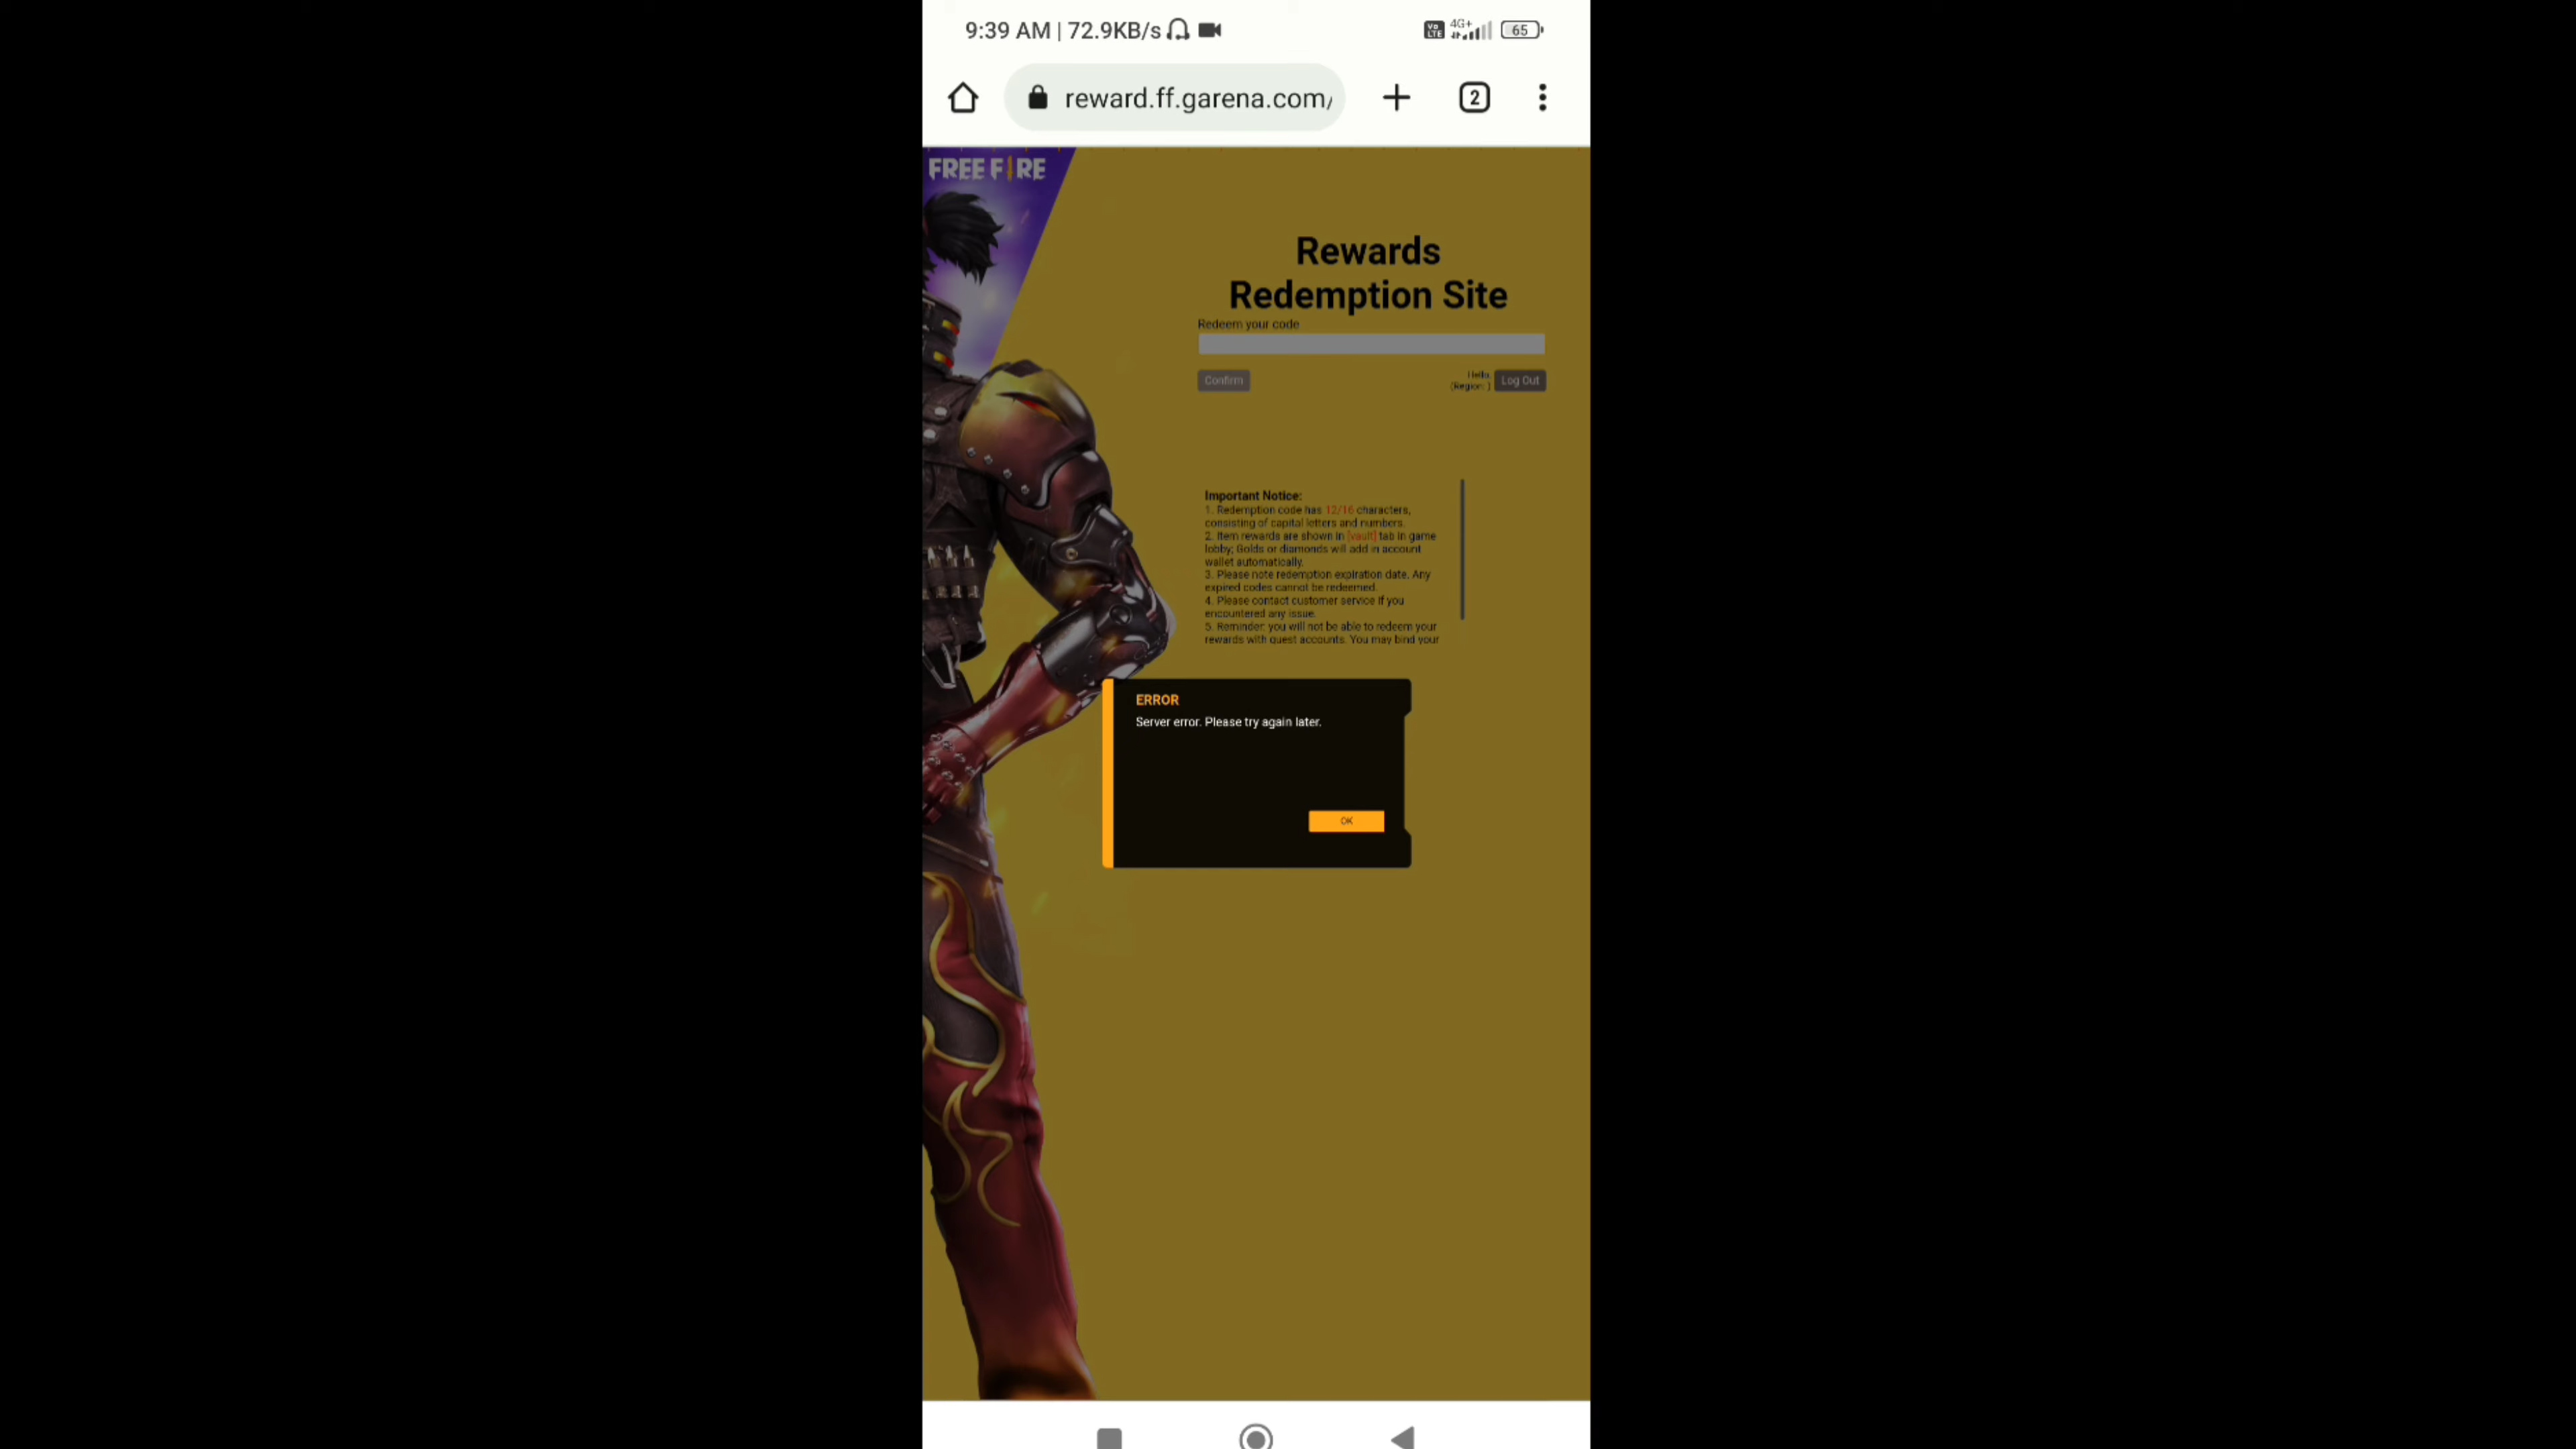 9:39 AM | 72.9KB/s
Vo LTE 4G+ 65
reward.ff.garena.com/
2
FREE FIRE
Rewards
Redemption Site
Redeem your code
Confirm
Hello,
(Region: )
Log Out
Important Notice:
1. Redemption code has 12/16 characters,
consisting of capital letters and numbers.
2. Item rewards are shown in [vault] tab in game
lobby; Golds or diamonds will add in account
wallet automatically.
3. Please note redemption expiration date. Any
expired codes cannot be redeemed.
4. Please contact customer service if you
encountered any issue.
5. Reminder: you will not be able to redeem your
rewards with guest accounts. You may bind your
ERROR
Server error. Please try again later.
OK